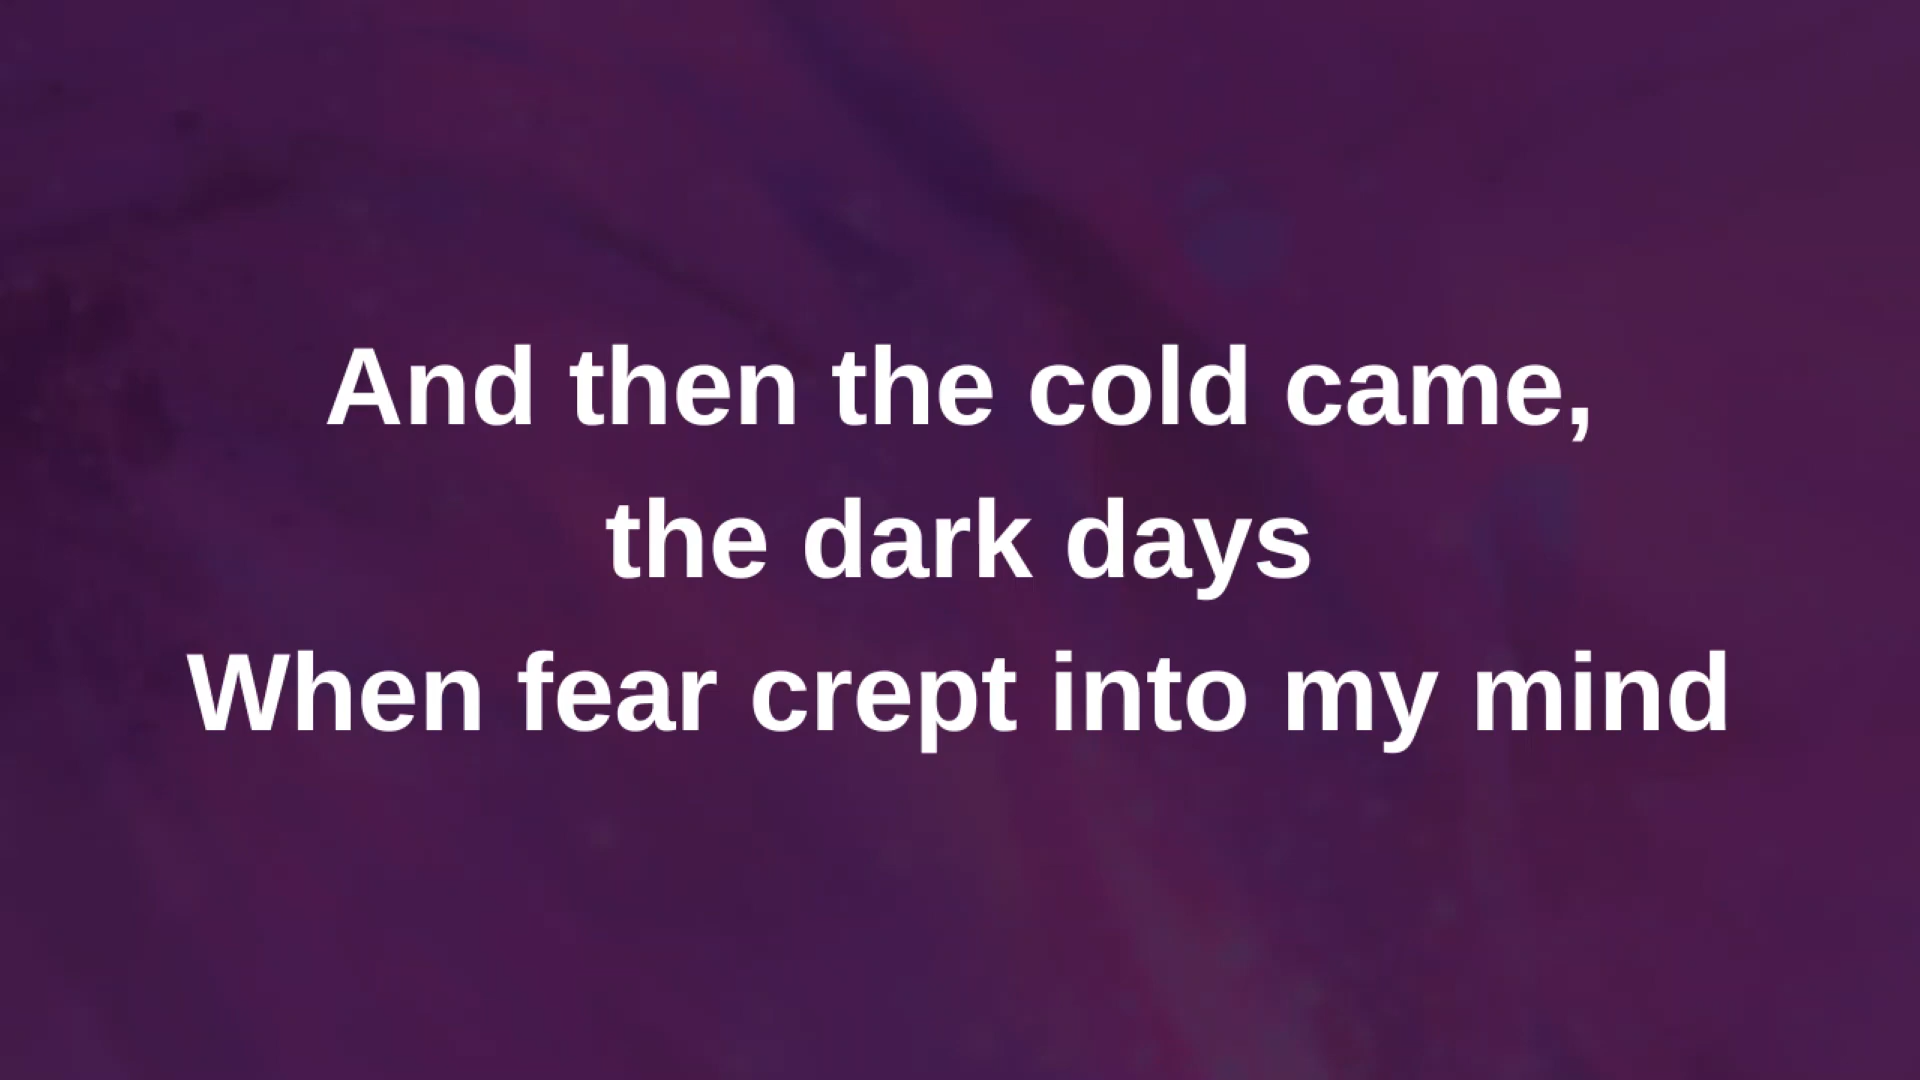 And then the cold came,
the dark days
When fear crept into my mind